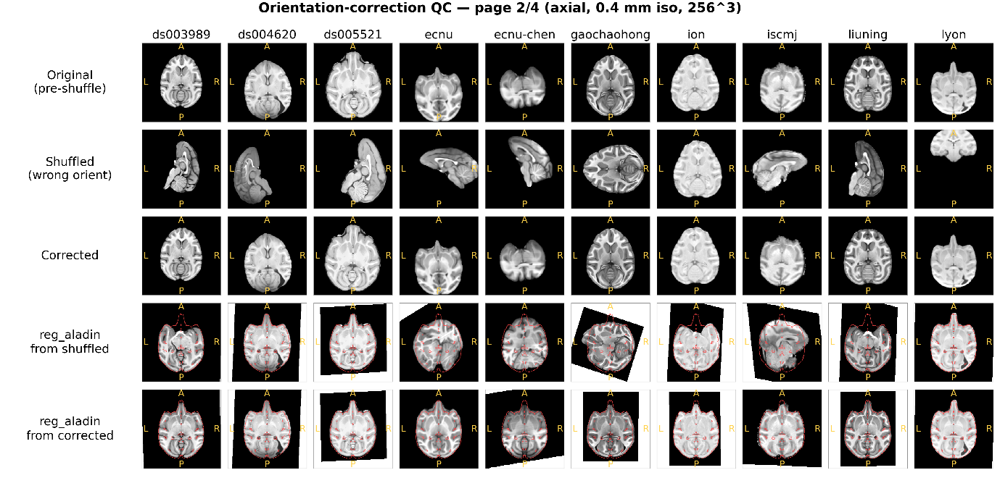 Orientation-correction QC — page 2/4 (axial, 0.4 mm iso, 256^3)
ds003989 ds004620 ds005521 ecnu ecnu-chen gaochaohong ion iscmj liuning lyon
Original
(pre-shuffle)
A A A A A A A A A A
L R L R L R L R L R L R L R L R L R L R
P P P P P P P P P P
Shuffled
(wrong orient)
A A A A A A A A A A
L R L R L R L R L R L R L R L R L R L R
P P P P P P P P P P
Corrected
A A A A A A A A A A
L R L R L R L R L R L R L R L R L R L R
P P P P P P P P P P
reg_aladin
from shuffled
A A A A A A A A A A
L R L R L R L R L R L R L R L R L R L R
P P P P P P P P P P
reg_aladin
from corrected
A A A A A A A A A A
L R L R L R L R L R L R L R L R L R L R
P P P P P P P P P P